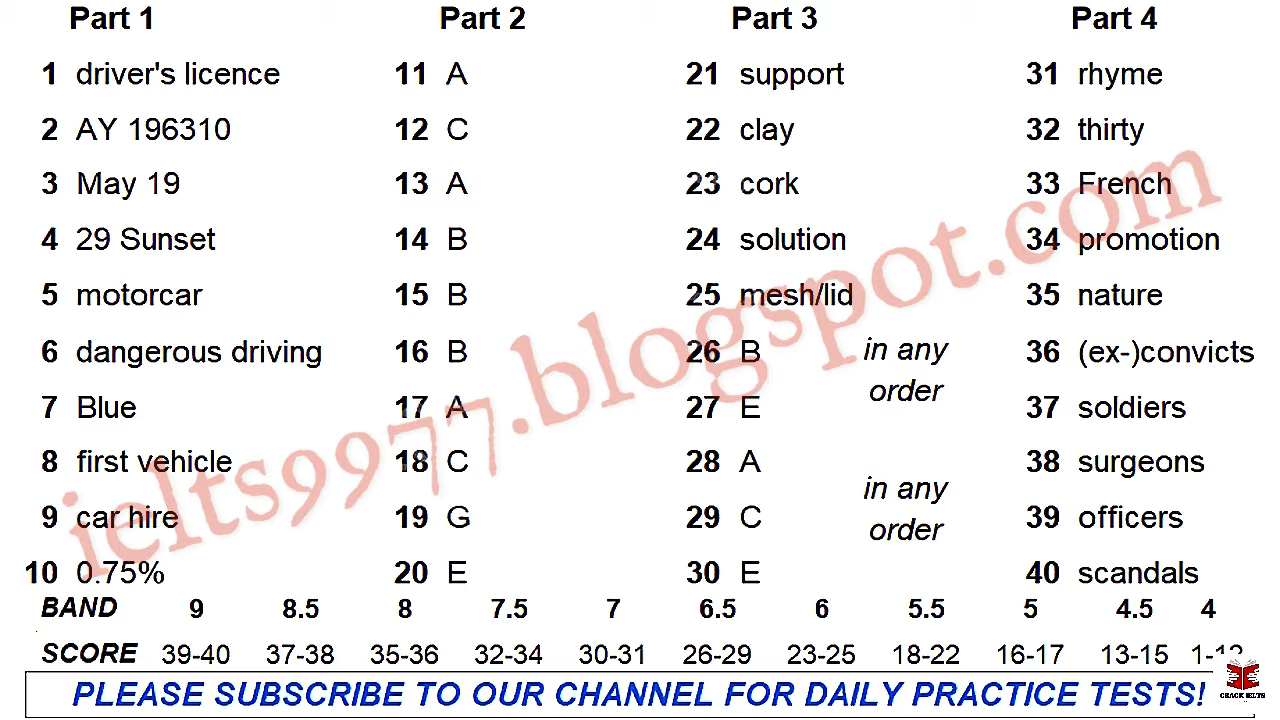 Part 1 Part 2 Part 3 Part 4
1 driver's licence 11 A 21 support 31 rhyme
2 AY 196310 12 C 22 clay 32 thirty
3 May 19 13 A 23 cork 33 French
4 29 Sunset 14 B 24 solution 34 promotion
5 motorcar 15 B 25 mesh/lid 35 nature
6 dangerous driving 16 B 26 B in any 36 (ex-)convicts
order
7 Blue 17 A 27 E 37 soldiers
8 first vehicle 18 C 28 A 38 surgeons
in any
9 car hire 19 G 29 C order 39 officers
10 0.75% 20 E 30 E 40 scandals
ielts9977.blogspot.com
BAND 9 8.5 8 7.5 7 6.5 6 5.5 5 4.5 4
SCORE 39-40 37-38 35-36 32-34 30-31 26-29 23-25 18-22 16-17 13-15 1-12
PLEASE SUBSCRIBE TO OUR CHANNEL FOR DAILY PRACTICE TESTS!
CRACK IELTS